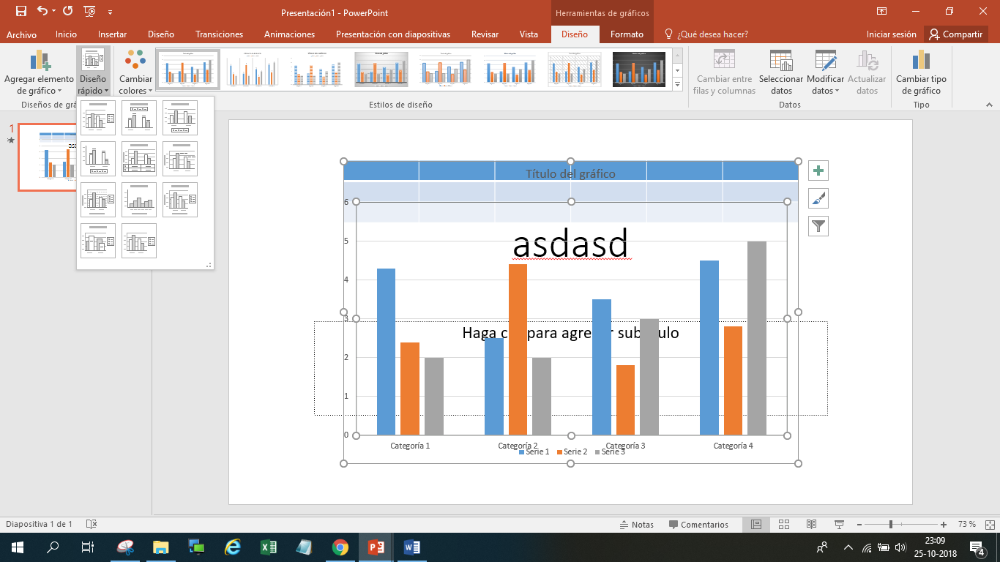 Presentación1 - PowerPoint
Herramientas de gráficos
Archivo Inicio Insertar Diseño Transiciones Animaciones Presentación con diapositivas Revisar Vista Diseño Formato ¿Qué desea hacer? Iniciar sesión Compartir
Agregar elemento de gráfico
Diseño rápido
Cambiar colores
Cambiar entre filas y columnas
Seleccionar datos
Modificar datos
Actualizar datos
Cambiar tipo de gráfico
Diseños de grá
Estilos de diseño
Datos
Tipo
1
Título del gráfico
6
asdasd
5
4
3
Haga c para agre r sub ulo
2
1
0
Categoría 1 Categoría 2 Categoría 3 Categoría 4
Serie 1 Serie 2 Serie 3
Diapositiva 1 de 1
Notas
Comentarios
73 %
23:09
25-10-2018
4